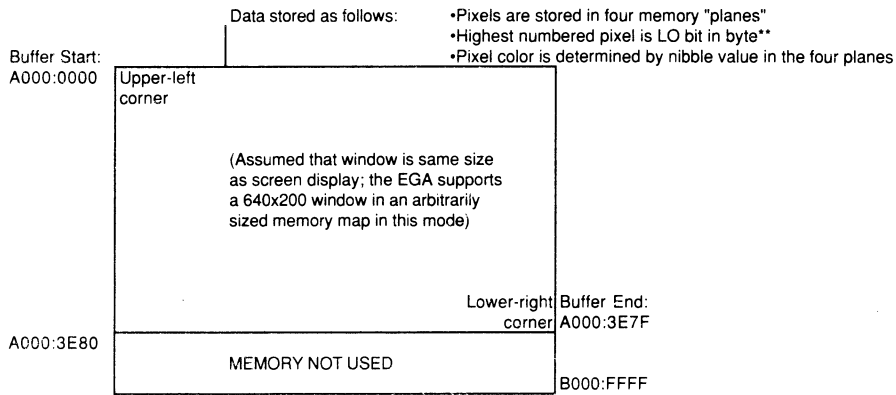 Data stored as follows: •Pixels are stored in four memory "planes"
•Highest numbered pixel is LO bit in byte**
•Pixel color is determined by nibble value in the four planes
Buffer Start:
A000:0000
Upper-left
corner
(Assumed that window is same size
as screen display; the EGA supports
a 640x200 window in an arbitrarily
sized memory map in this mode)
Lower-right
corner
Buffer End:
A000:3E7F
A000:3E80
MEMORY NOT USED
B000:FFFF